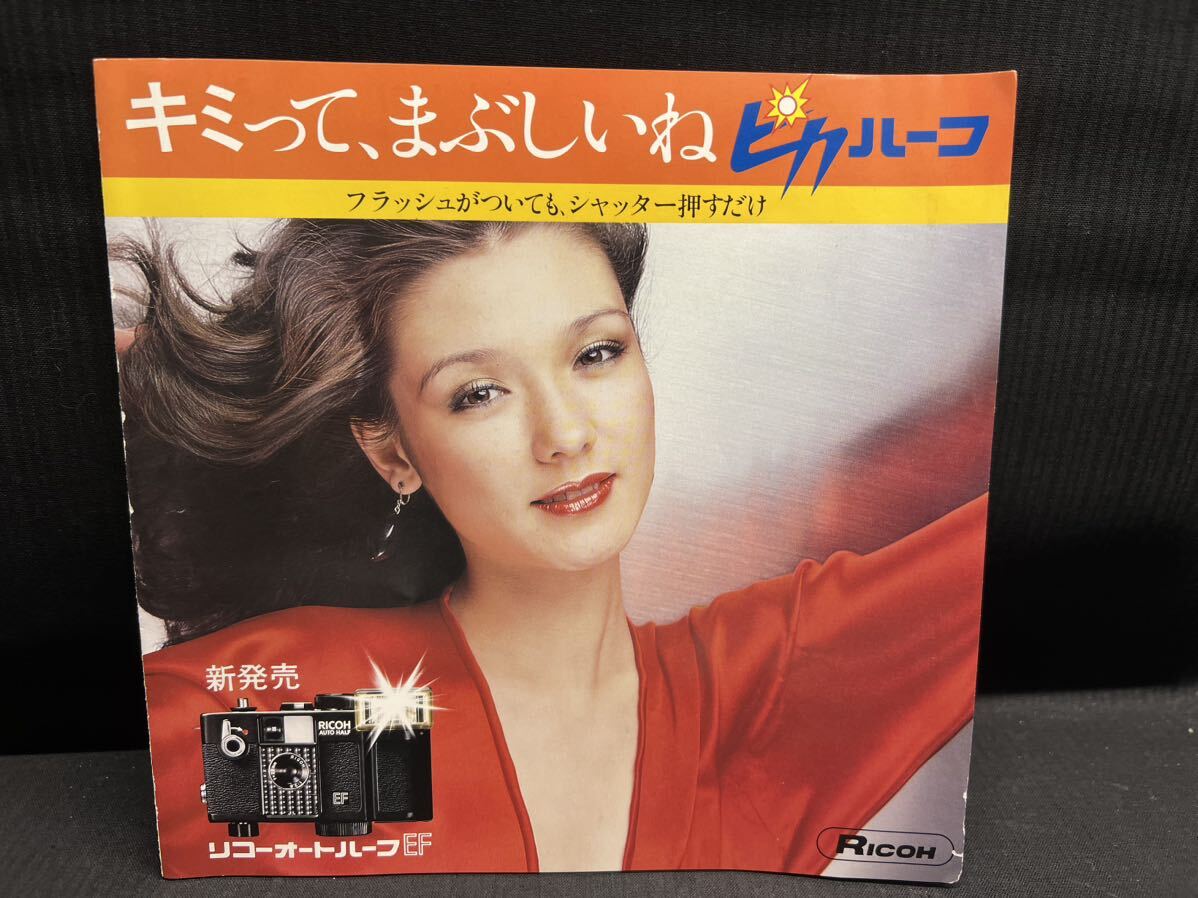 キミって、まぶしいね ピカハーフ
フラッシュがついても、シャッター押すだけ
新発売
RICOH
AUTO HALF
EF
リコーオートハーフEF
RICOH